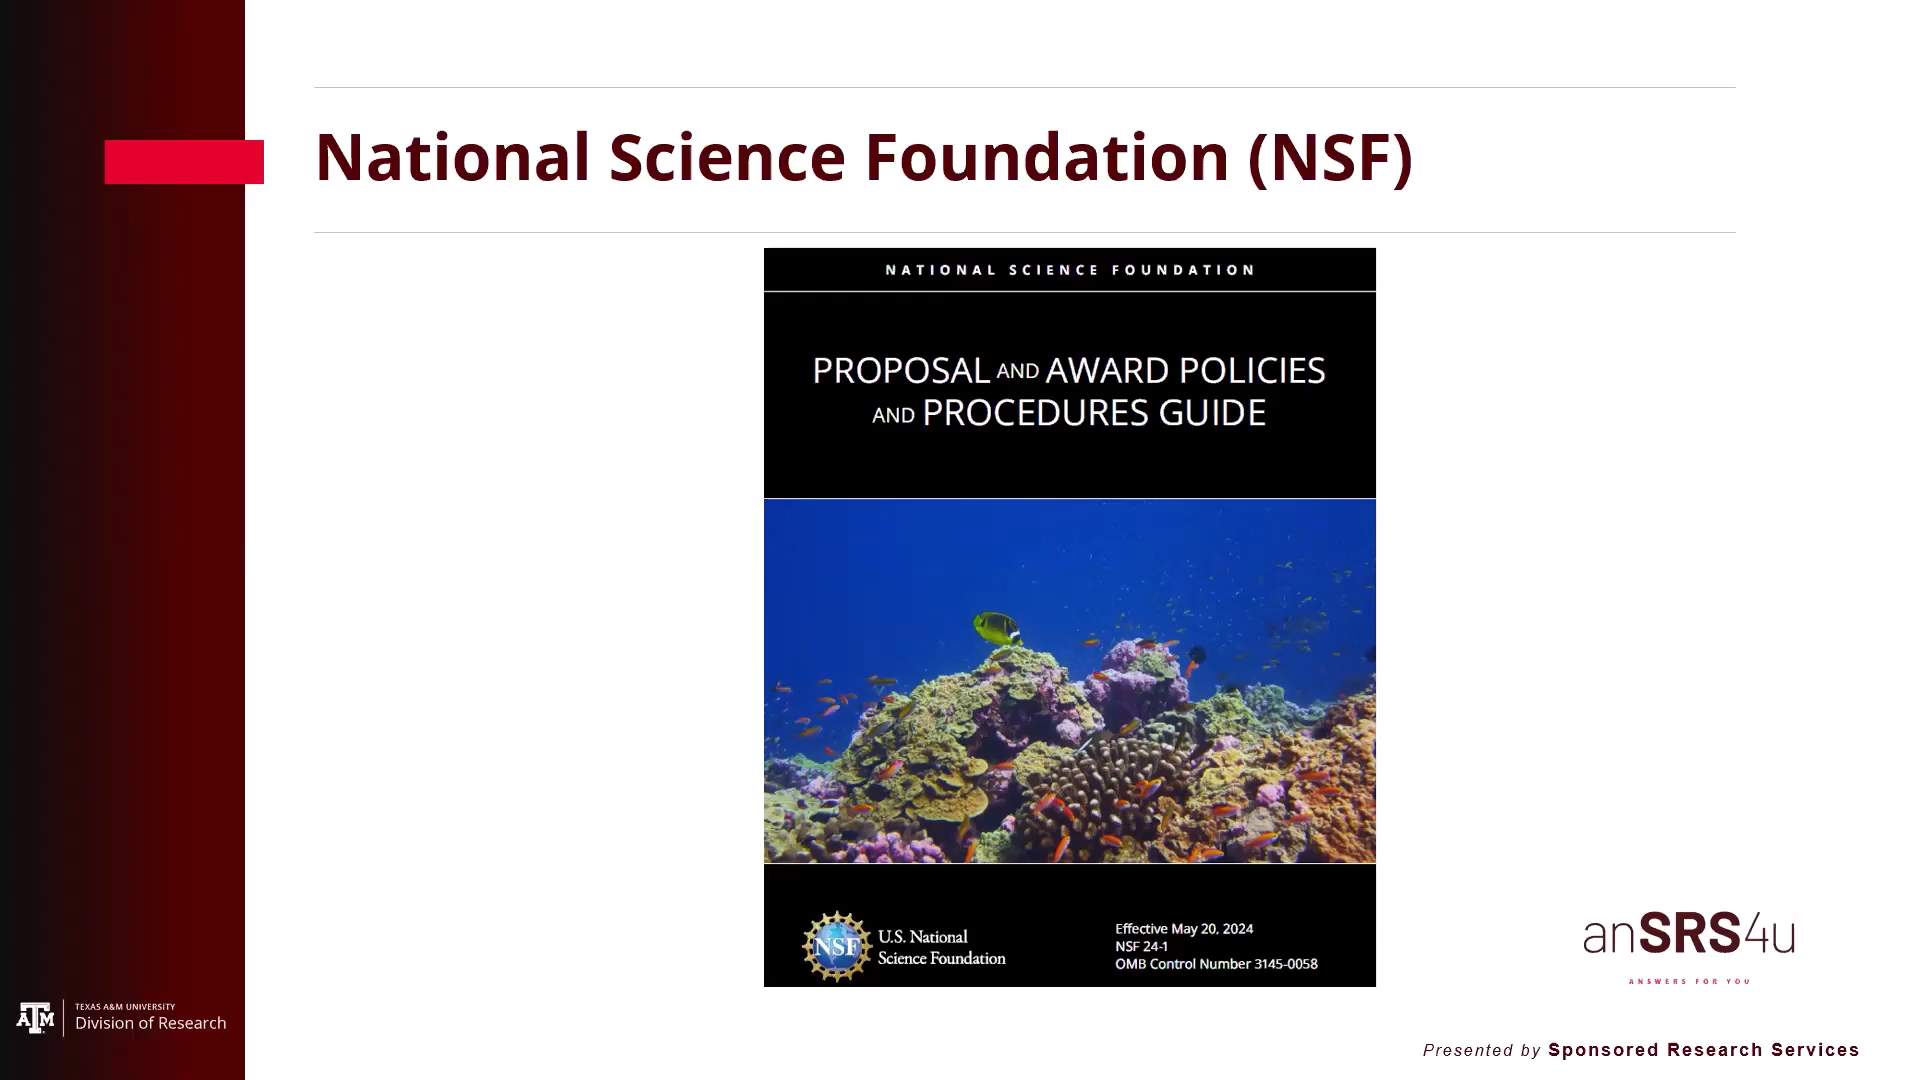 National Science Foundation (NSF)
NATIONAL SCIENCE FOUNDATION
PROPOSAL AND AWARD POLICIES
AND PROCEDURES GUIDE
NSF
U.S. National
Science Foundation
Effective May 20, 2024
NSF 24-1
OMB Control Number 3145-0058
anSRS4u
ANSWERS FOR YOU
ATM
TEXAS A&M UNIVERSITY
Division of Research
Presented by Sponsored Research Services